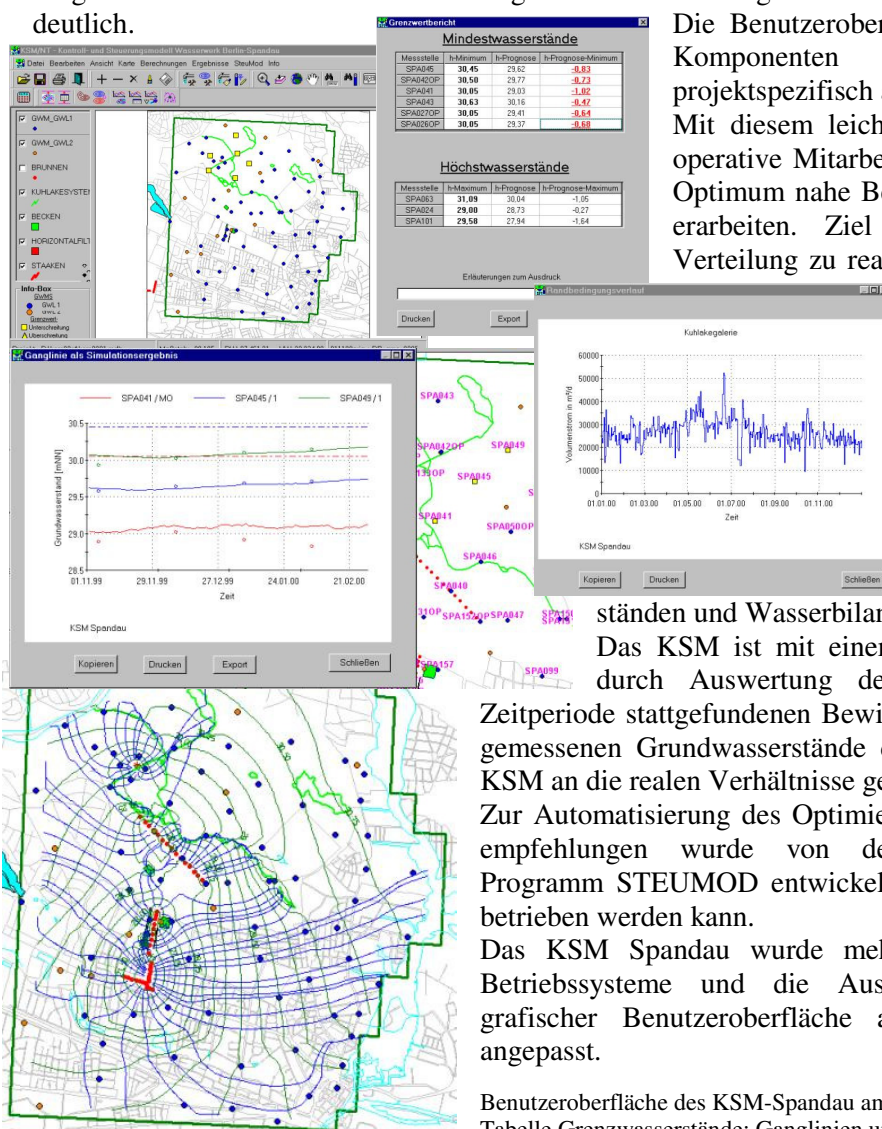 deutlich.
Die Benutzerober
Komponenten
projektspezifisch
Mit diesem leich
operative Mitarbe
Optimum nahe Be
erarbeiten. Ziel
Verteilung zu rea
KSM/NT - Kontroll- und Steuerungsmodell Wasserwerk Berlin-Spandau
Datei Bearbeiten Ansicht Karte Berechnungen Ergebnisse SteuMod Info
GWM_GWL1
GWM_GWL2
BRUNNEN
KUHLAKESYSTEM
BECKEN
HORIZONTALFILT
STAAKEN
Info-Box
GWMS
GWL 1
GWL 2
Grenzwert-
Unterschreitung
Überschreitung
Grenzwertbericht
Mindestwasserstände
Messstelle h-Minimum h-Prognose h-Prognose-Minimum
SPA045 30,45 29,62 -0,83
SPA042OP 30,50 29,77 -0,73
SPA041 30,05 29,03 -1,02
SPA043 30,63 30,16 -0,47
SPA027OP 30,05 29,41 -0,64
SPA026OP 30,05 29,37 -0,68
Höchstwasserstände
Messstelle h-Maximum h-Prognose h-Prognose-Maximum
SPA063 31,09 30,04 -1,05
SPA024 29,00 28,73 -0,27
SPA101 29,58 27,94 -1,64
Erläuterungen zum Ausdruck
Drucken Export
Randbedingungsverlauf
Kuhlakegalerie
Volumenstrom in m³/d
60000
50000
40000
30000
20000
10000
0
01.01.00 01.03.00 01.05.00 01.07.00 01.09.00 01.11.00
Zeit
KSM Spandau
Kopieren Drucken Schließen
Ganglinie als Simulationsergebnis
SPA041 / MO SPA045 / 1 SPA049 / 1
Grundwasserstand [mNN]
30.5
30.0
29.5
29.0
28.5
01.11.99 29.11.99 27.12.99 24.01.00 21.02.00
Zeit
KSM Spandau
Kopieren Drucken Export Schließen
SPA043
SPA042OP SPA049
SPA045
SPA041
SPA050OP
SPA046
SPA040
SPA152OP SPA047
SPA157
SPA099
ständen und Wasserbilan
Das KSM ist mit einer
durch Auswertung de
Zeitperiode stattgefundenen Bewi
gemessenen Grundwasserstände
KSM an die realen Verhältnisse ge
Zur Automatisierung des Optimie
empfehlungen wurde von de
Programm STEUMOD entwickel
betrieben werden kann.
Das KSM Spandau wurde meh
Betriebssysteme und die Aus
grafischer Benutzeroberfläche a
angepasst.
Benutzeroberfläche des KSM-Spandau an
Tabelle Grenzwasserstände; Ganglinien u